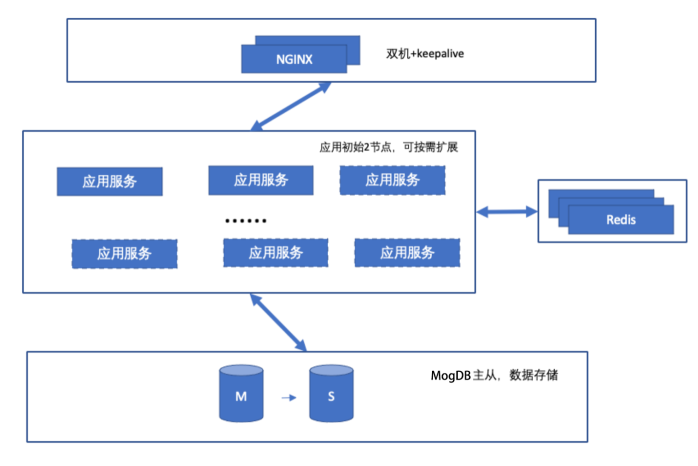 NGINX
双机+keepalive
应用初始2节点，可按需扩展
应用服务
应用服务
应用服务
......
应用服务
应用服务
应用服务
Redis
MogDB主从，数据存储
M
S